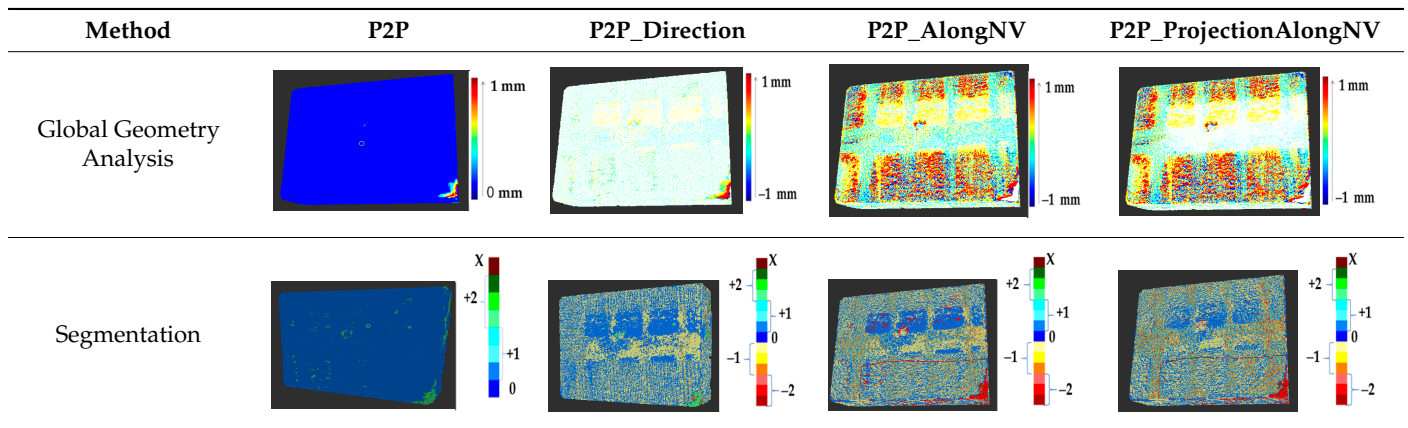 Method P2P P2P_Direction P2P_AlongNV P2P_ProjectionAlongNV
Global Geometry
Analysis
1 mm
0 mm
1 mm
−1 mm
1 mm
−1 mm
1 mm
−1 mm
Segmentation
X
+2
+1
0
X
+2
+1
0
−1
−2
X
+2
+1
0
−1
−2
X
+2
+1
0
−1
−2